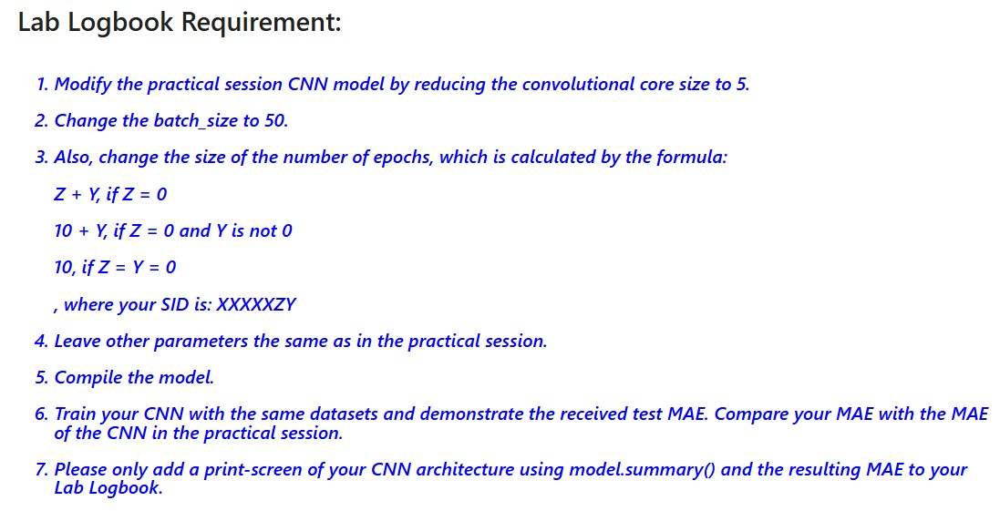 Lab Logbook Requirement:
1. Modify the practical session CNN model by reducing the convolutional core size to 5.
2. Change the batch_size to 50.
3. Also, change the size of the number of epochs, which is calculated by the formula:
Z + Y, if Z = 0
10 + Y, if Z = 0 and Y is not 0
10, if Z = Y = 0
, where your SID is: XXXXXZY
4. Leave other parameters the same as in the practical session.
5. Compile the model.
6. Train your CNN with the same datasets and demonstrate the received test MAE. Compare your MAE with the MAE
of the CNN in the practical session.
7. Please only add a print-screen of your CNN architecture using model.summary() and the resulting MAE to your
Lab Logbook.